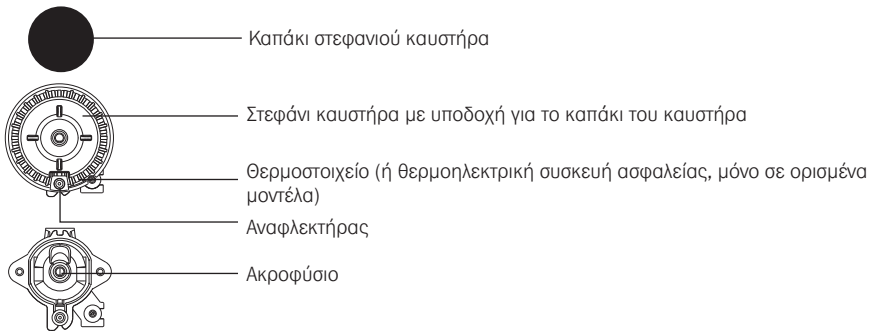 Καπάκι στεφανιού καυστήρα
Στεφάνι καυστήρα με υποδοχή για το καπάκι του καυστήρα
Θερμοστοιχείο (ή θερμοηλεκτρική συσκευή ασφαλείας, μόνο σε ορισμένα
μοντέλα)
Αναφλεκτήρας
Ακροφύσιο